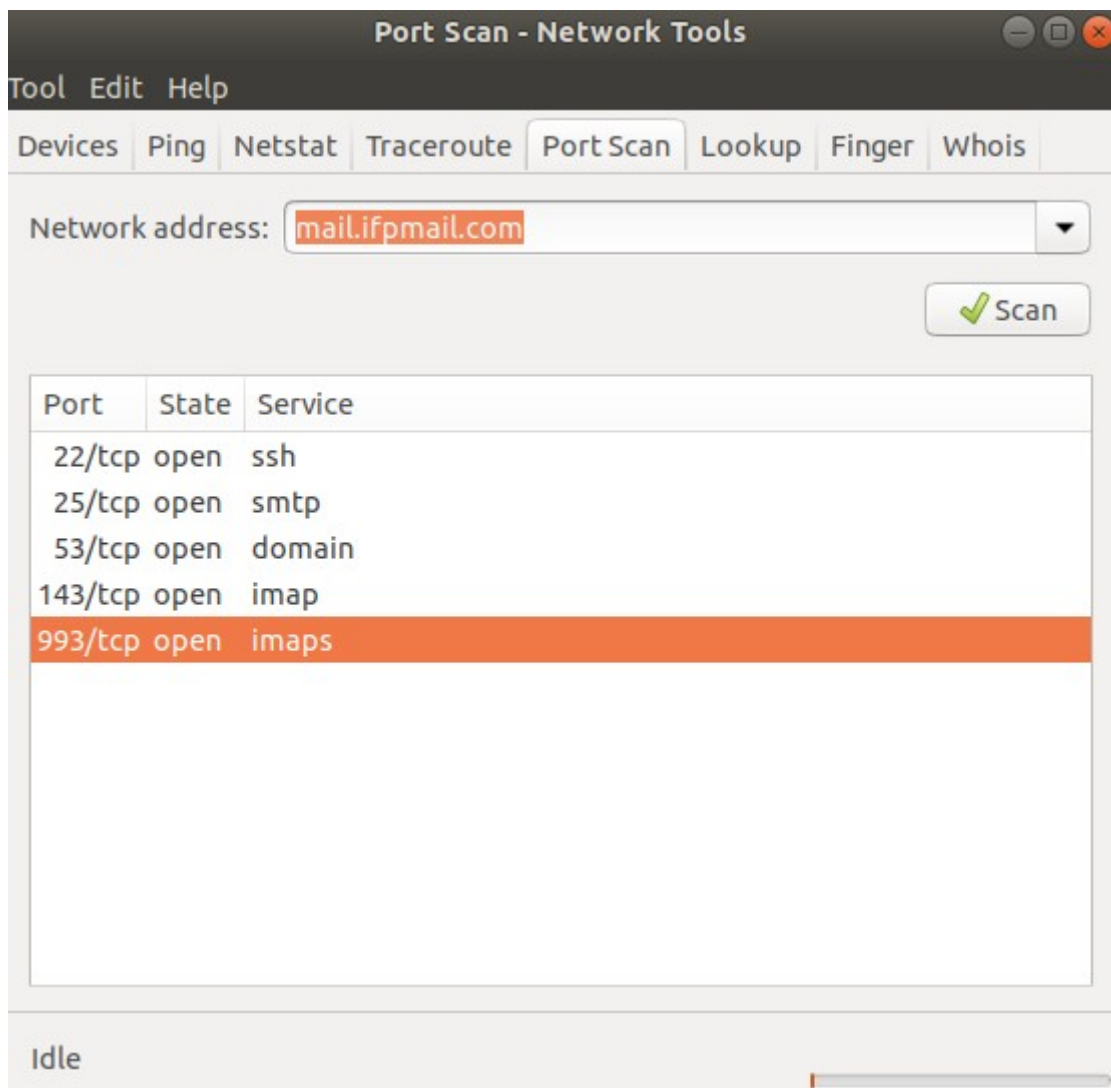 Port Scan - Network Tools
Tool Edit Help
Devices Ping Netstat Traceroute Port Scan Lookup Finger Whois
Network address: mail.ifpmail.com
Scan
Port State Service
22/tcp open ssh
25/tcp open smtp
53/tcp open domain
143/tcp open imap
993/tcp open imaps
Idle